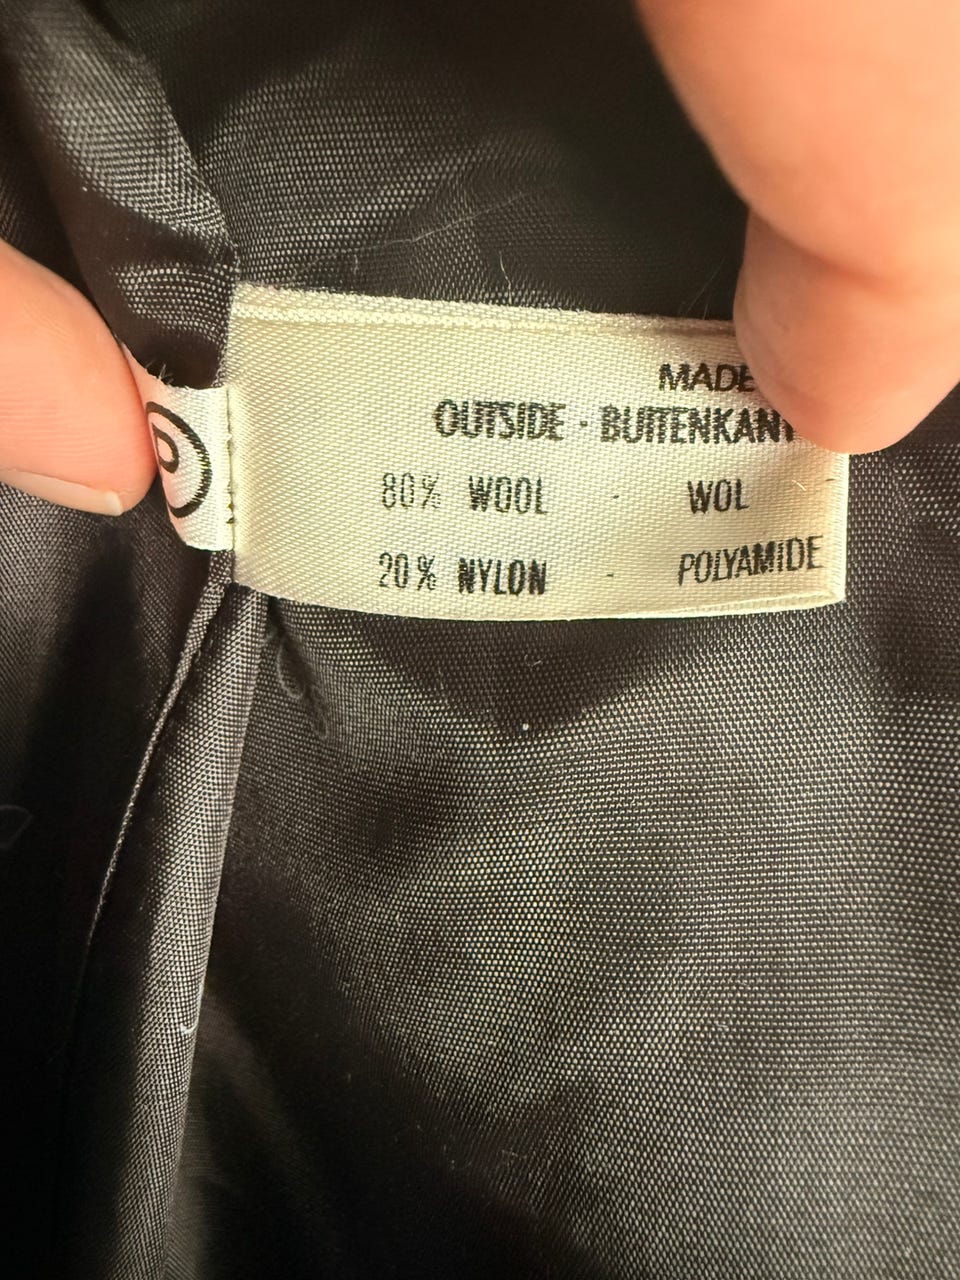 MADE
OUTSIDE - BUITENKANT
80% WOOL - WOL
20% NYLON - POLYAMIDE
P